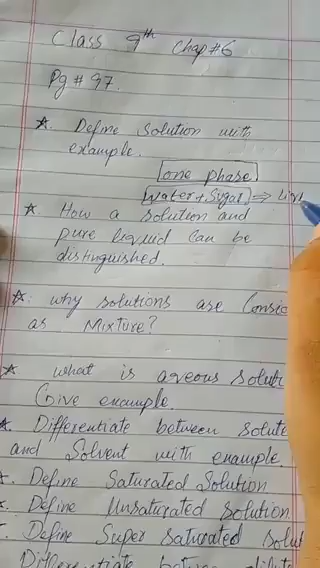 Class 9th Chap #6
Pg # 97.
* Define Solution with
example.
one phase
Water + Sugar ⇒
* How a Solution and
pure liquid can be
distinguished.
* why solutions are
as Mixture?
* what is
Give example.
* Differentiate between Solute
and Solvent with example.
* Define Saturated Solution
* Define Unsaturated Solution
* Define Super Saturated